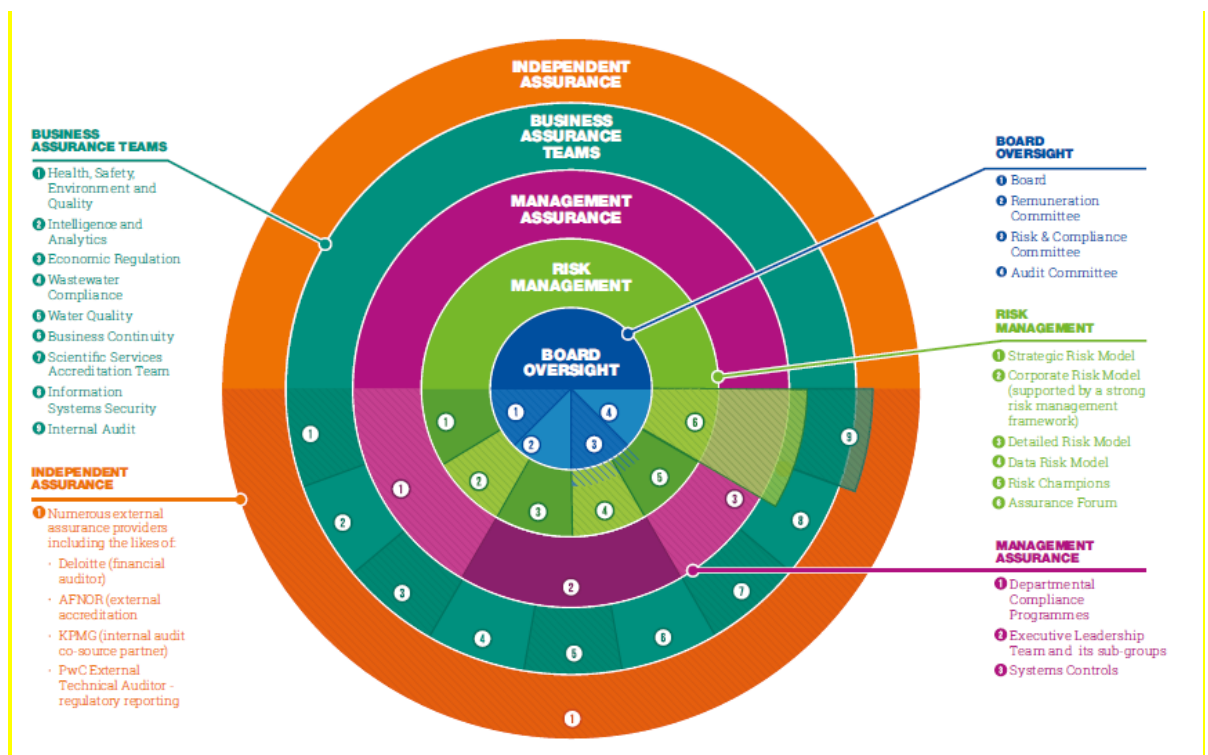 INDEPENDENT
ASSURANCE
BUSINESS
ASSURANCE
TEAMS
MANAGEMENT
ASSURANCE
RISK
MANAGEMENT
BOARD
OVERSIGHT
1
2
3
4
1
2
3
4
5
6
1
2
3
1
2
3
4
5
6
7
8
9
1
BUSINESS
ASSURANCE TEAMS
1 Health, Safety,
Environment and
Quality
2 Intelligence and
Analytics
3 Economic Regulation
4 Wastewater
Compliance
5 Water Quality
6 Business Continuity
7 Scientific Services
Accreditation Team
8 Information
Systems Security
9 Internal Audit
INDEPENDENT
ASSURANCE
1 Numerous external
assurance providers
including the likes of:
· Deloitte (financial
auditor)
· AFNOR (external
accreditation
· KPMG (internal audit
co-source partner)
· PwC External
Technical Auditor -
regulatory reporting
BOARD
OVERSIGHT
1 Board
2 Remuneration
Committee
3 Risk & Compliance
Committee
4 Audit Committee
RISK
MANAGEMENT
1 Strategic Risk Model
2 Corporate Risk Model
(supported by a strong
risk management
framework)
3 Detailed Risk Model
4 Data Risk Model
5 Risk Champions
6 Assurance Forum
MANAGEMENT
ASSURANCE
1 Departmental
Compliance
Programmes
2 Executive Leadership
Team and its sub-groups
3 Systems Controls